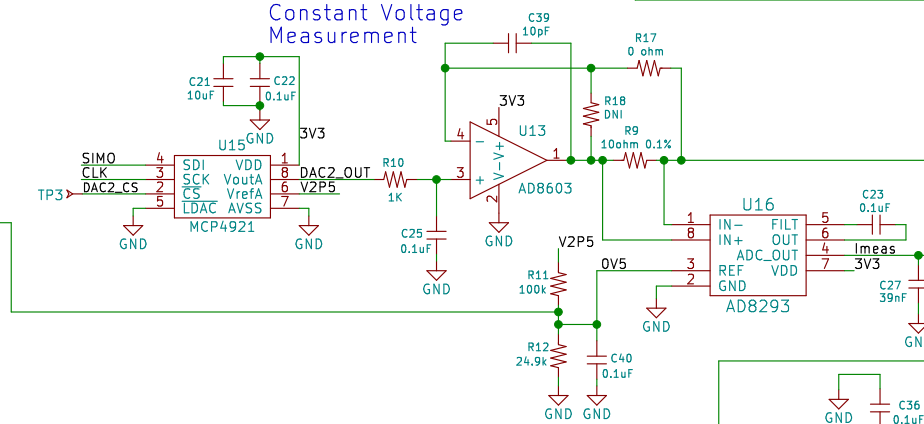 Constant Voltage
Measurement
C39
10pF
R17
0 ohm
C21
10uF
C22
0.1uF
GND
3V3
R18
DNI
3V3
U13
R9
10ohm 0.1%
4
5
1
3
2
-
+
V-
V+
AD8603
GND
U15
SIMO
CLK
DAC2_CS
TP3
4
3
2
5
SDI
SCK
CS
LDAC
VDD
VoutA
VrefA
AVSS
1
8
6
7
DAC2_OUT
V2P5
MCP4921
GND
GND
R10
1K
C25
0.1uF
GND
V2P5
R11
100k
0V5
R12
24.9k
C40
0.1uF
GND
GND
U16
1
8
3
2
IN-
IN+
REF
GND
FILT
OUT
ADC_OUT
VDD
5
6
4
7
AD8293
GND
C23
0.1uF
Imeas
3V3
C27
39nF
GN
GND
C36
0.1uF